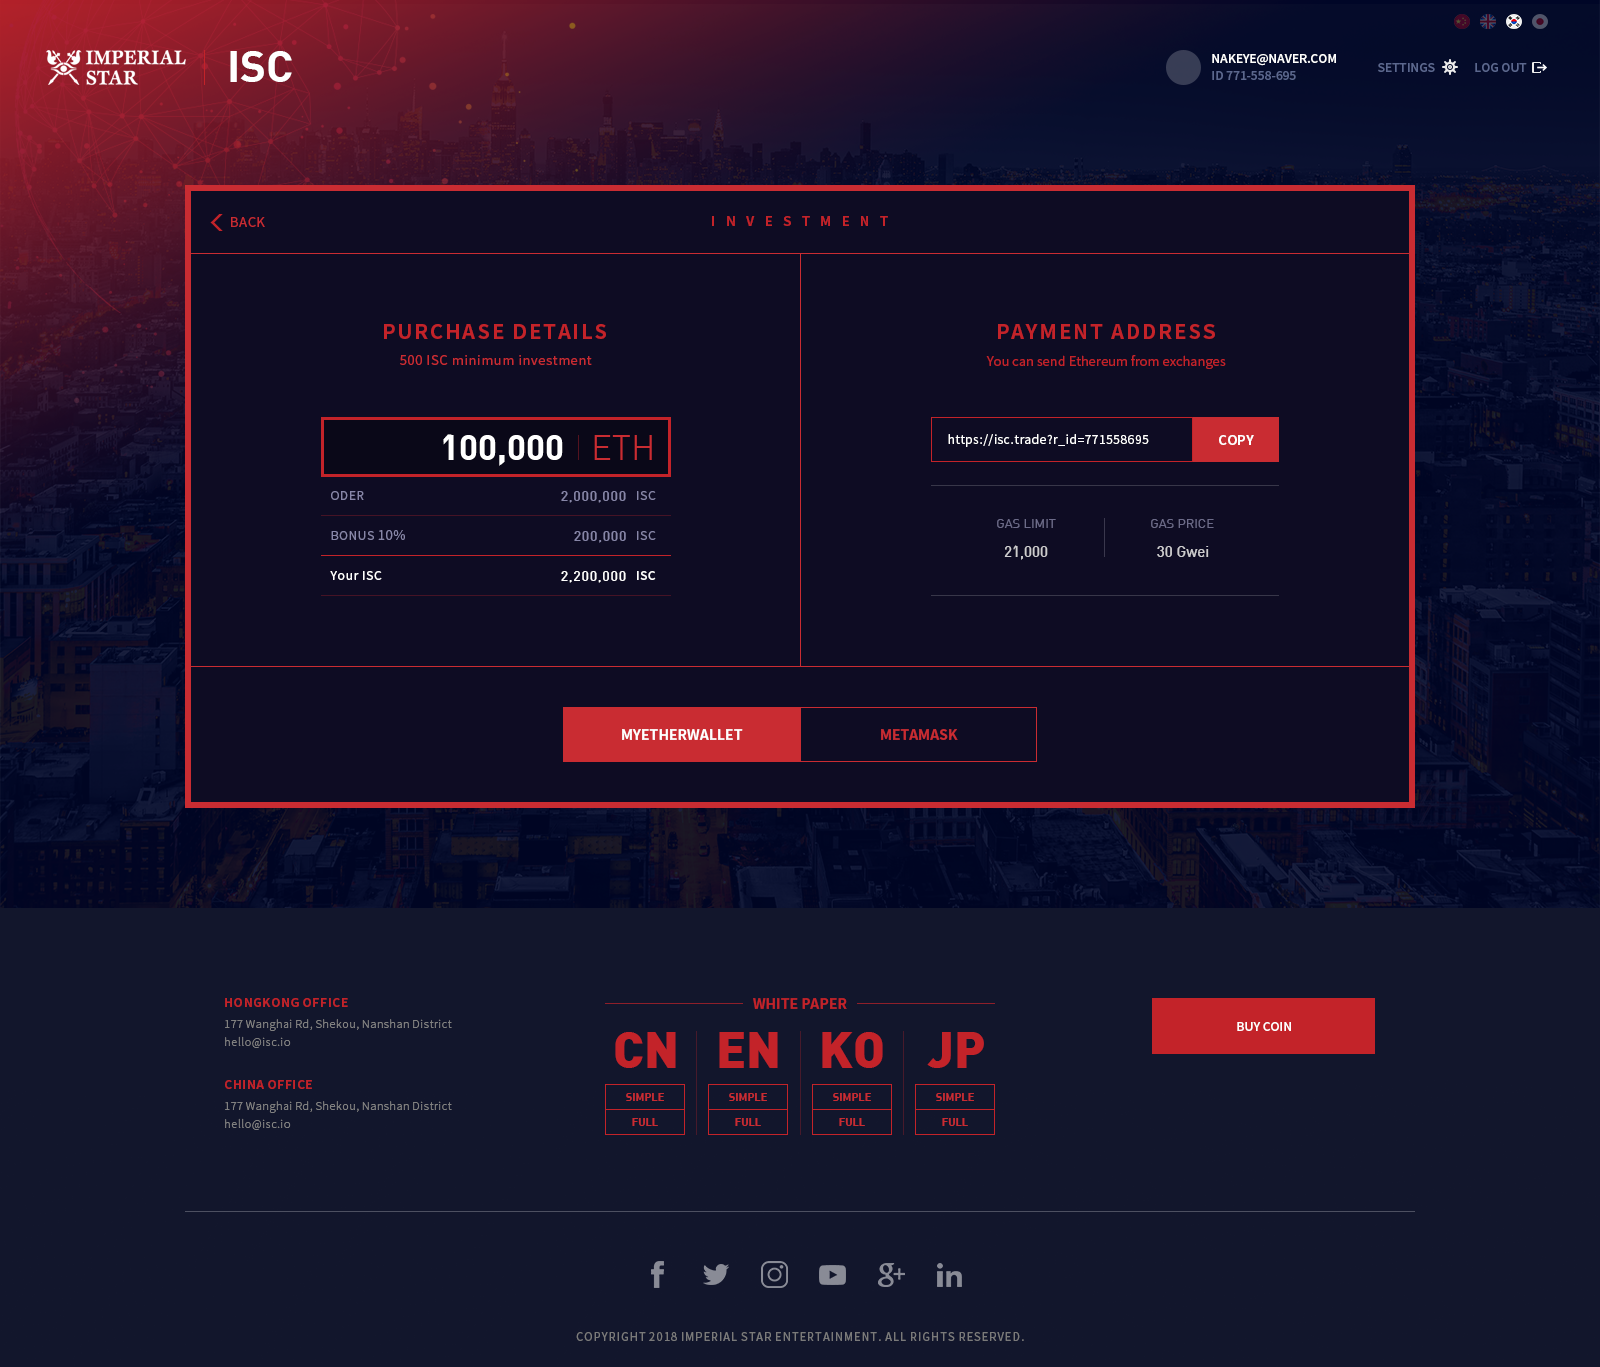 IMPERIAL
STAR
ISC
NAKEYE@NAVER.COM
ID 771-558-695
SETTINGS
LOG OUT
BACK
INVESTMENT
PURCHASE DETAILS
500 ISC minimum investment
100,000 ETH
ODER 2,000,000 ISC
BONUS 10% 200,000 ISC
Your ISC 2,200,000 ISC
PAYMENT ADDRESS
You can send Ethereum from exchanges
https://isc.trade?r_id=771558695 COPY
GAS LIMIT
21,000
GAS PRICE
30 Gwei
MYETHERWALLET
METAMASK
HONGKONG OFFICE
177 Wanghai Rd, Shekou, Nanshan District
hello@isc.io
CHINA OFFICE
177 Wanghai Rd, Shekou, Nanshan District
hello@isc.io
WHITE PAPER
CN EN KO JP
SIMPLE SIMPLE SIMPLE SIMPLE
FULL FULL FULL FULL
BUY COIN
COPYRIGHT 2018 IMPERIAL STAR ENTERTAINMENT. ALL RIGHTS RESERVED.